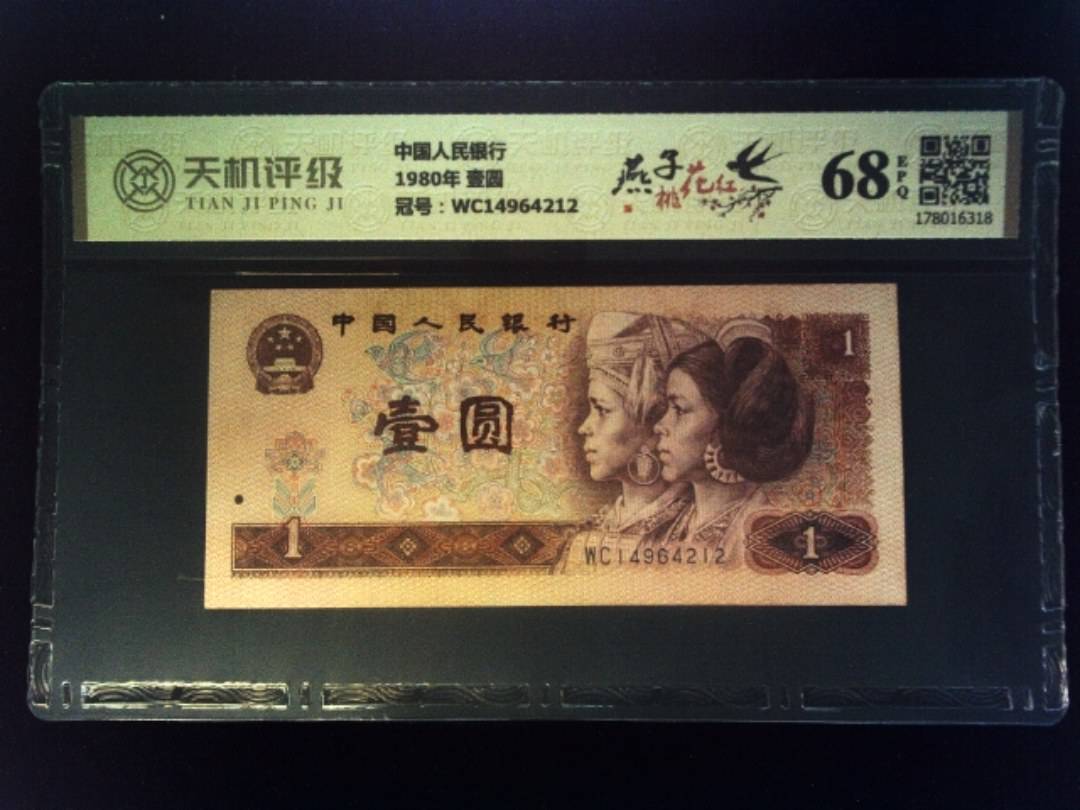 天机评级
TIAN JI PING JI
中国人民银行
1980年 壹圆
冠号：WC14964212
燕子
桃花红
68
EPQ
178016318
中国人民银行
1
壹圆
1
WC14964212
1